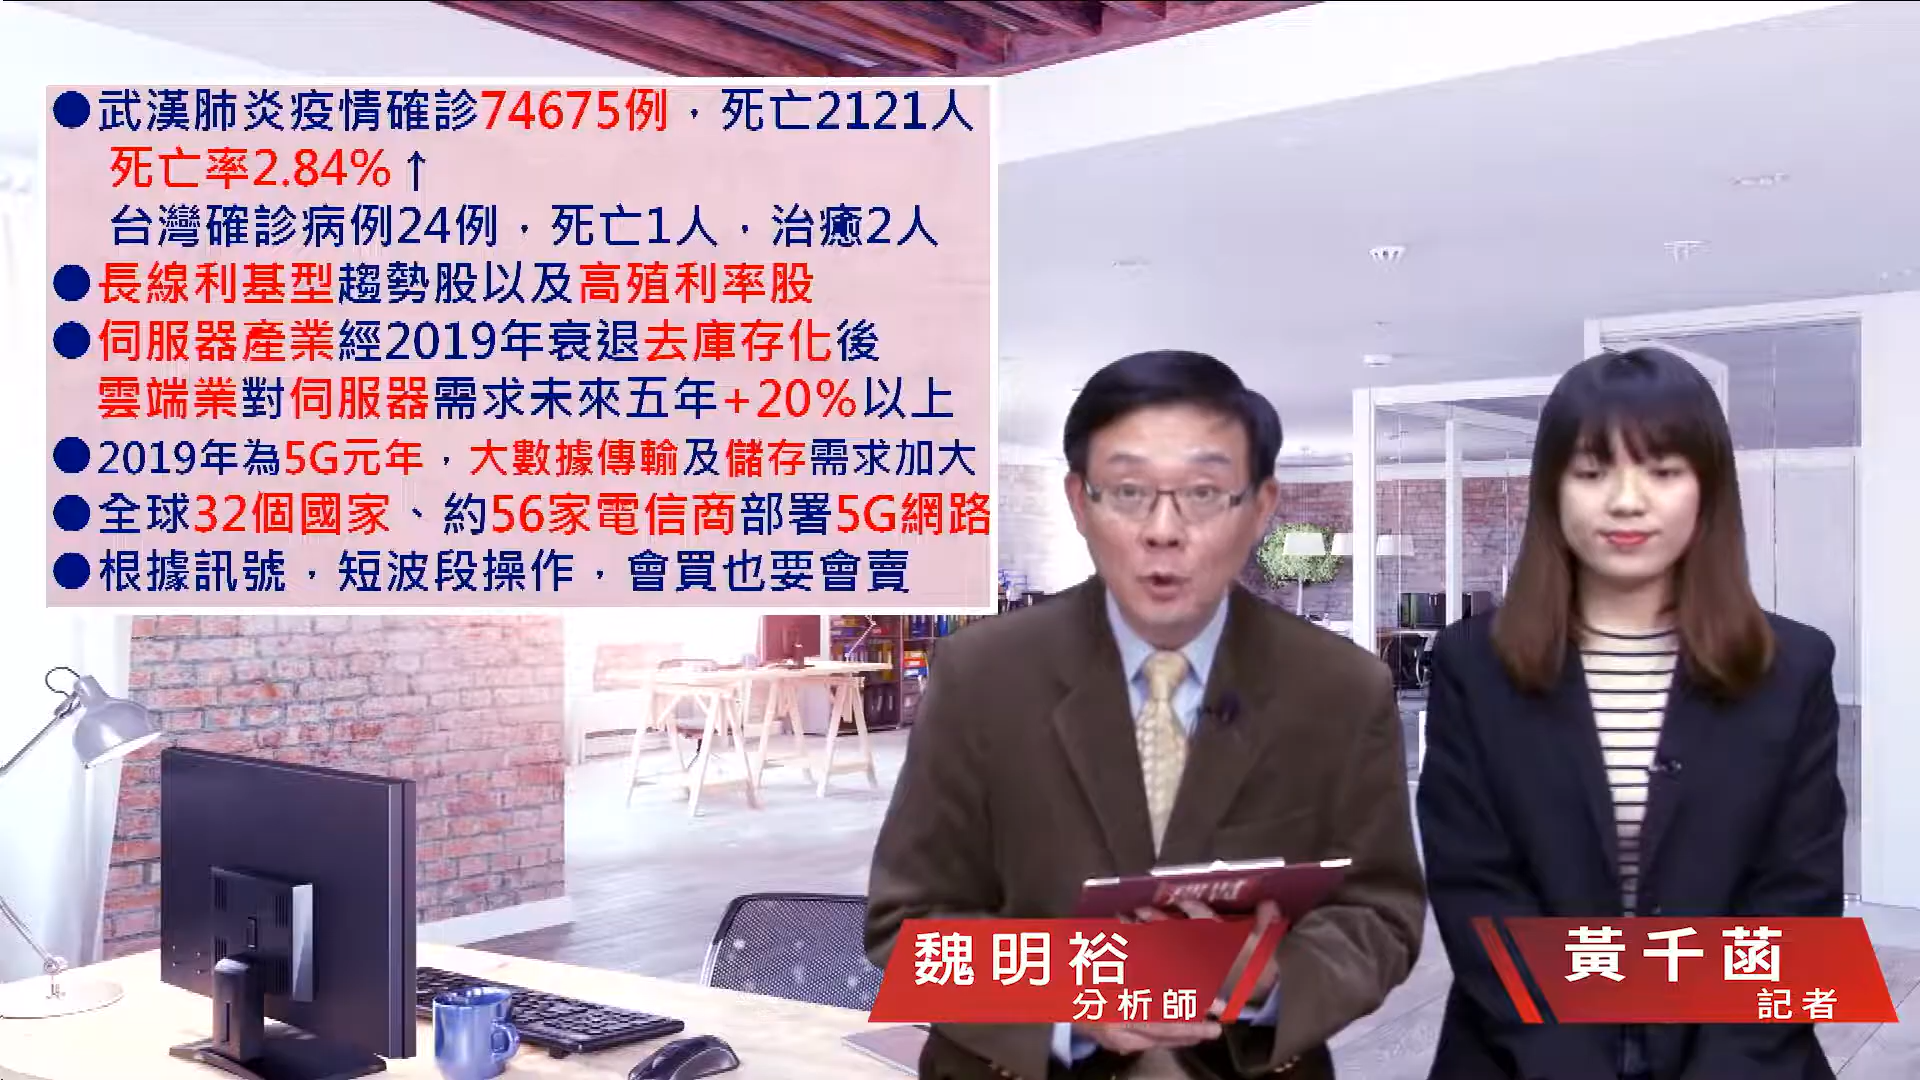 ●武漢肺炎疫情確診74675例，死亡2121人
死亡率2.84%↑
台灣確診病例24例，死亡1人，治癒2人
●長線利基型趨勢股以及高殖利率股
●伺服器產業經2019年衰退去庫存化後
雲端業對伺服器需求未來五年+20%以上
●2019年為5G元年，大數據傳輸及儲存需求加大
●全球32個國家、約56家電信商部署5G網路
●根據訊號，短波段操作，會買也要會賣
魏明裕
分析師
黃千菡
記者